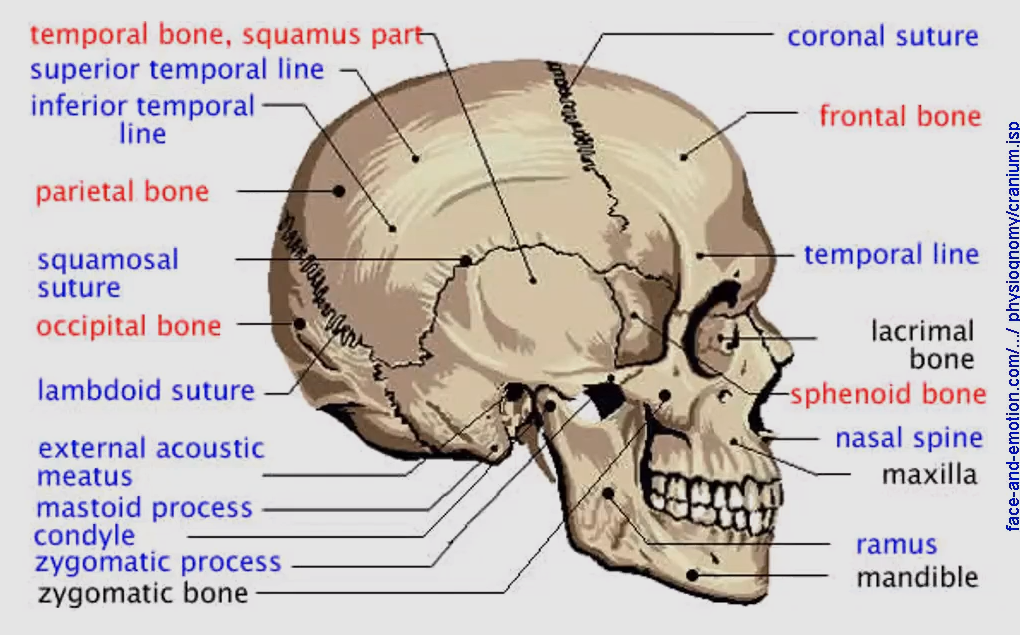 temporal bone, squamus part
superior temporal line
inferior temporal
line
parietal bone
squamosal
suture
occipital bone
lambdoid suture
external acoustic
meatus
mastoid process
condyle
zygomatic process
zygomatic bone
coronal suture
frontal bone
temporal line
lacrimal
bone
sphenoid bone
nasal spine
maxilla
ramus
mandible
face-and-emotion.com/.../ physiognomy/cranium.jsp